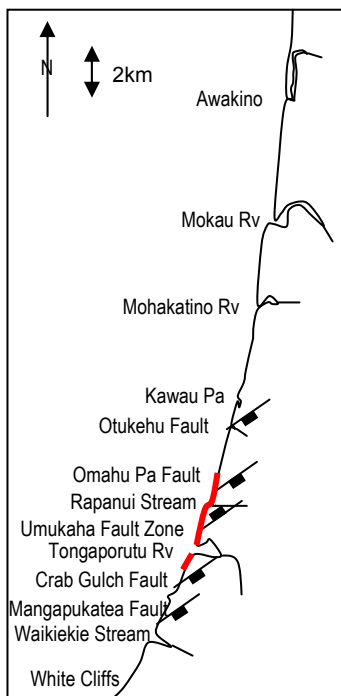 N
2km
Awakino
Mokau Rv
Mohakatino Rv
Kawau Pa
Otukehu Fault
Omahu Pa Fault
Rapanui Stream
Umukaha Fault Zone
Tongaporutu Rv
Crab Gulch Fault
Mangapukatea Fault
Waikiekie Stream
White Cliffs